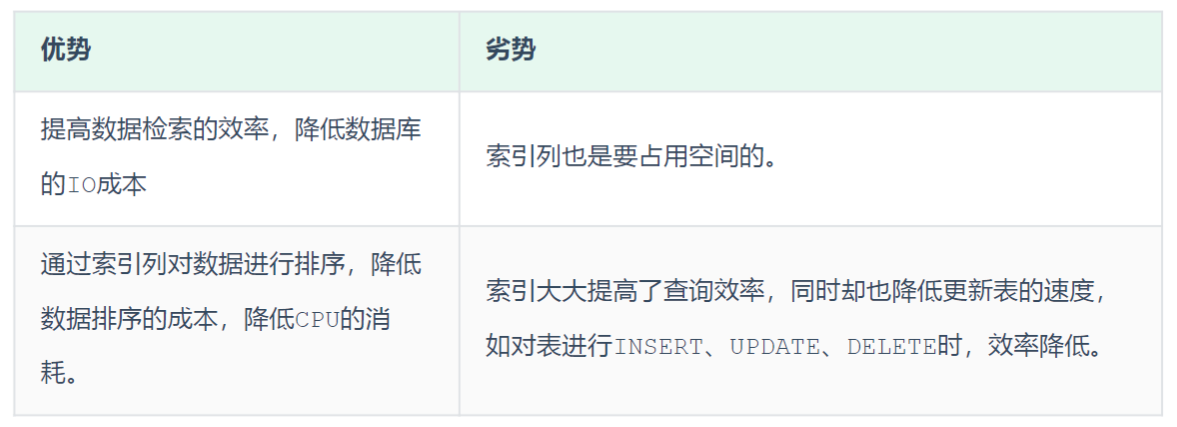 优势
劣势
提高数据检索的效率，降低数据库
的IO成本
索引列也是要占用空间的。
通过索引列对数据进行排序，降低
数据排序的成本，降低CPU的消
耗。
索引大大提高了查询效率，同时却也降低更新表的速度，
如对表进行INSERT、UPDATE、DELETE时，效率降低。